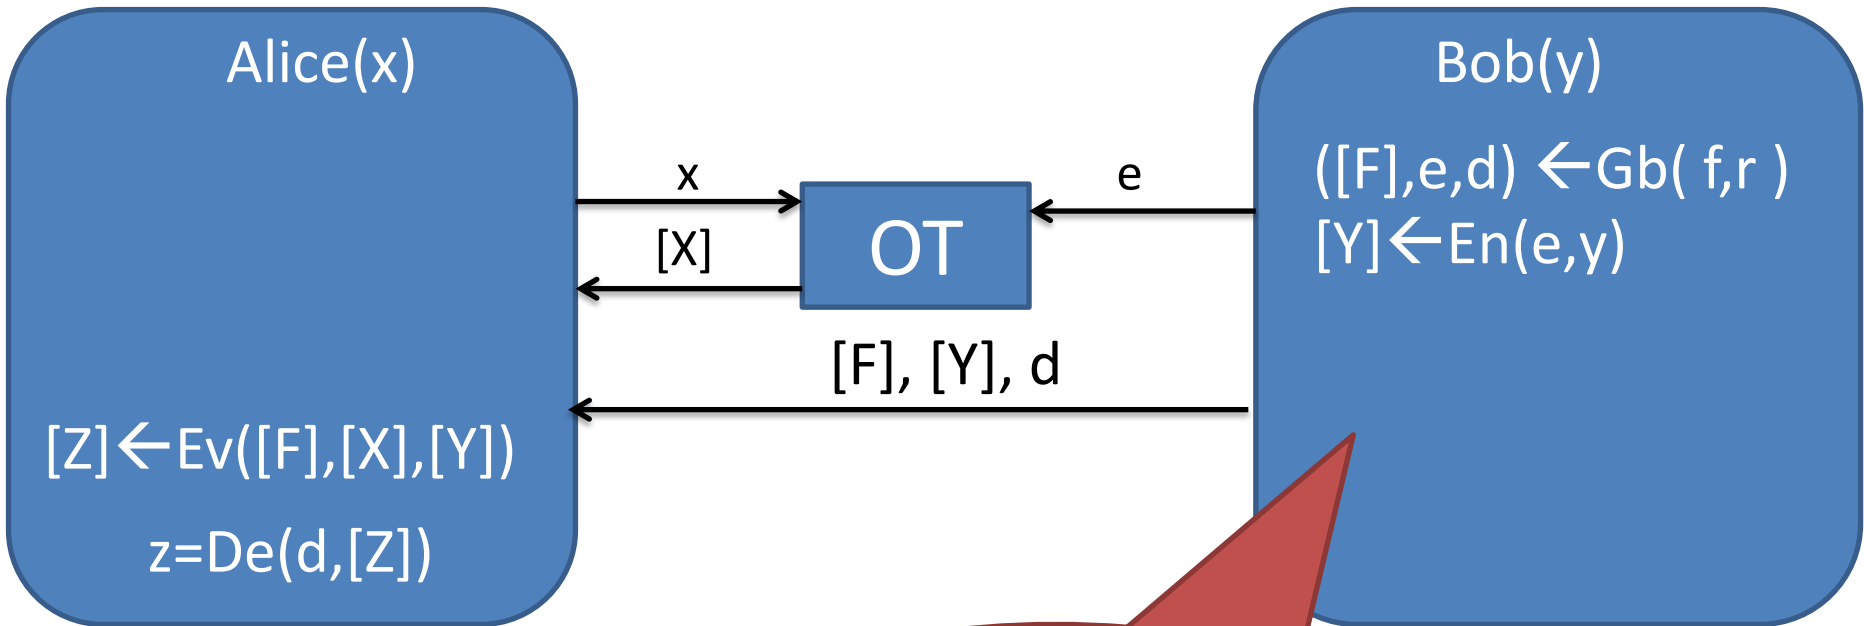 Alice(x)
Bob(y)
x
e
([F],e,d) ←Gb( f,r )
[X]
OT
[Y]←En(e,y)
[F], [Y], d
[Z]←Ev([F],[X],[Y])
z=De(d,[Z])